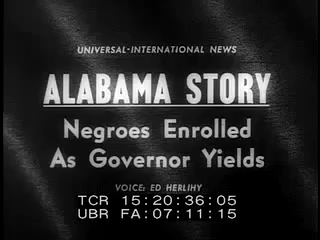 UNIVERSAL-INTERNATIONAL NEWS
ALABAMA STORY
Negroes Enrolled
As Governor Yields
VOICE: ED HERLIHY
TCR 15:20:36:05
UBR FA:07:11:15